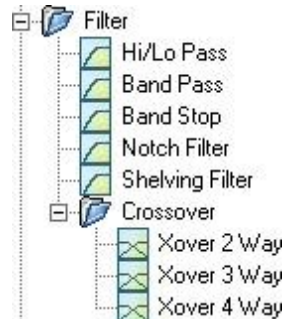 Filter
Hi/Lo Pass
Band Pass
Band Stop
Notch Filter
Shelving Filter
Crossover
Xover 2 Way
Xover 3 Way
Xover 4 Way